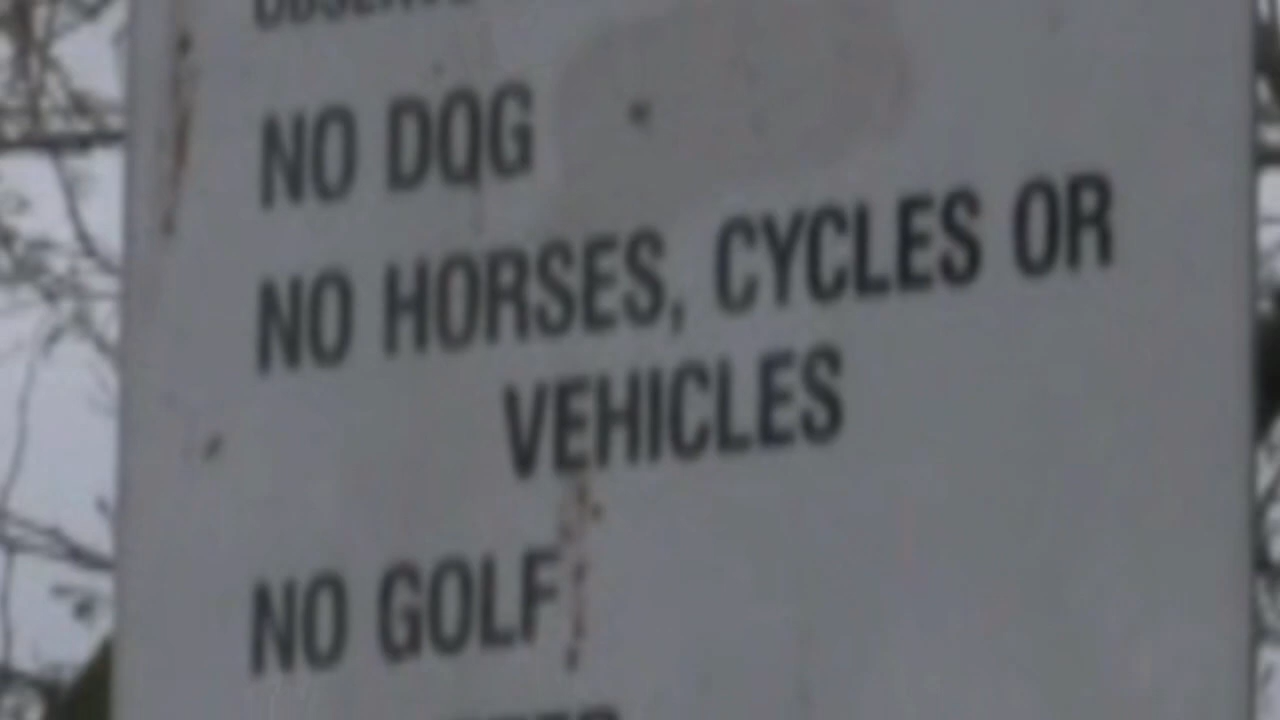 NO DOG
NO HORSES, CYCLES OR
VEHICLES
NO GOLF